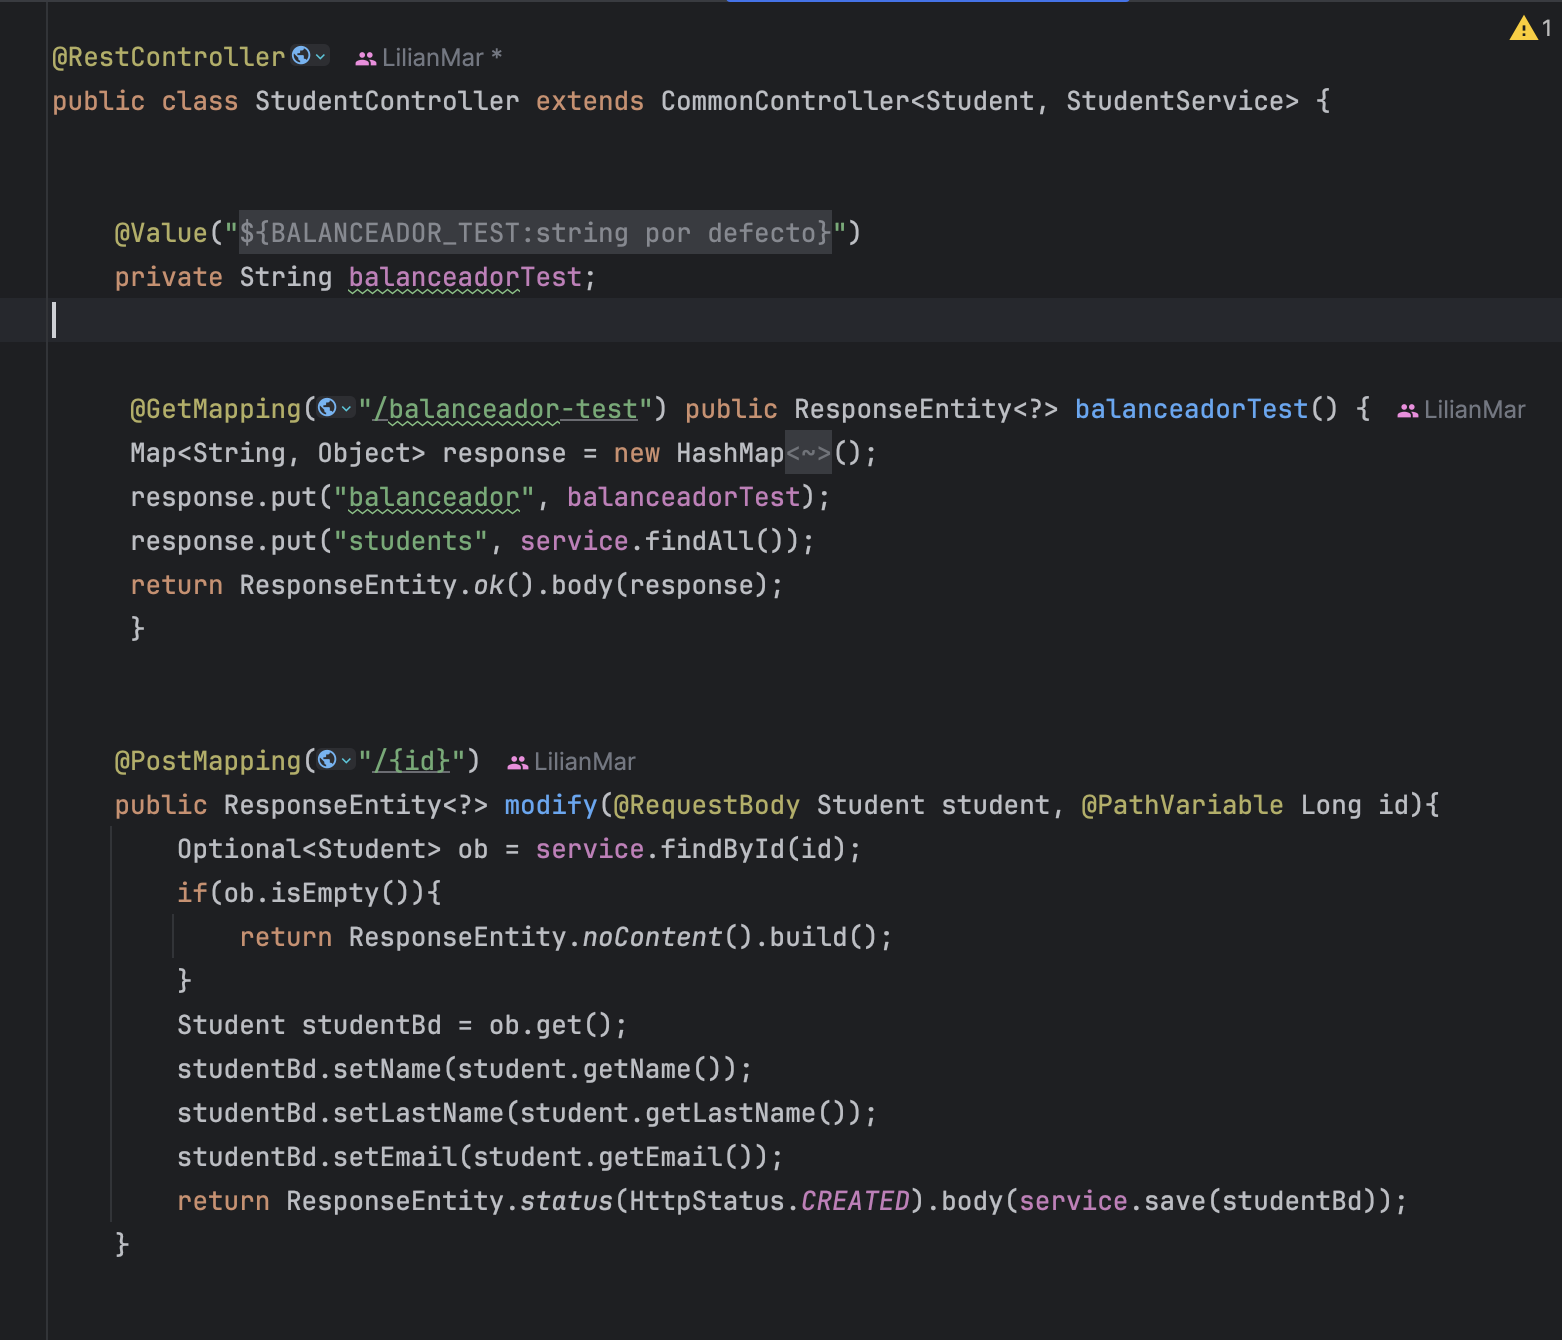 1
@RestController LilianMar *
public class StudentController extends CommonController<Student, StudentService> {
@Value("${BALANCEADOR_TEST:string por defecto}")
private String balanceadorTest;
@GetMapping("/balanceador-test") public ResponseEntity<?> balanceadorTest() { LilianMar
Map<String, Object> response = new HashMap<~>();
response.put("balanceador", balanceadorTest);
response.put("students", service.findAll());
return ResponseEntity.ok().body(response);
}
@PostMapping("/{id}") LilianMar
public ResponseEntity<?> modify(@RequestBody Student student, @PathVariable Long id){
Optional<Student> ob = service.findById(id);
if(ob.isEmpty()){
return ResponseEntity.noContent().build();
}
Student studentBd = ob.get();
studentBd.setName(student.getName());
studentBd.setLastName(student.getLastName());
studentBd.setEmail(student.getEmail());
return ResponseEntity.status(HttpStatus.CREATED).body(service.save(studentBd));
}